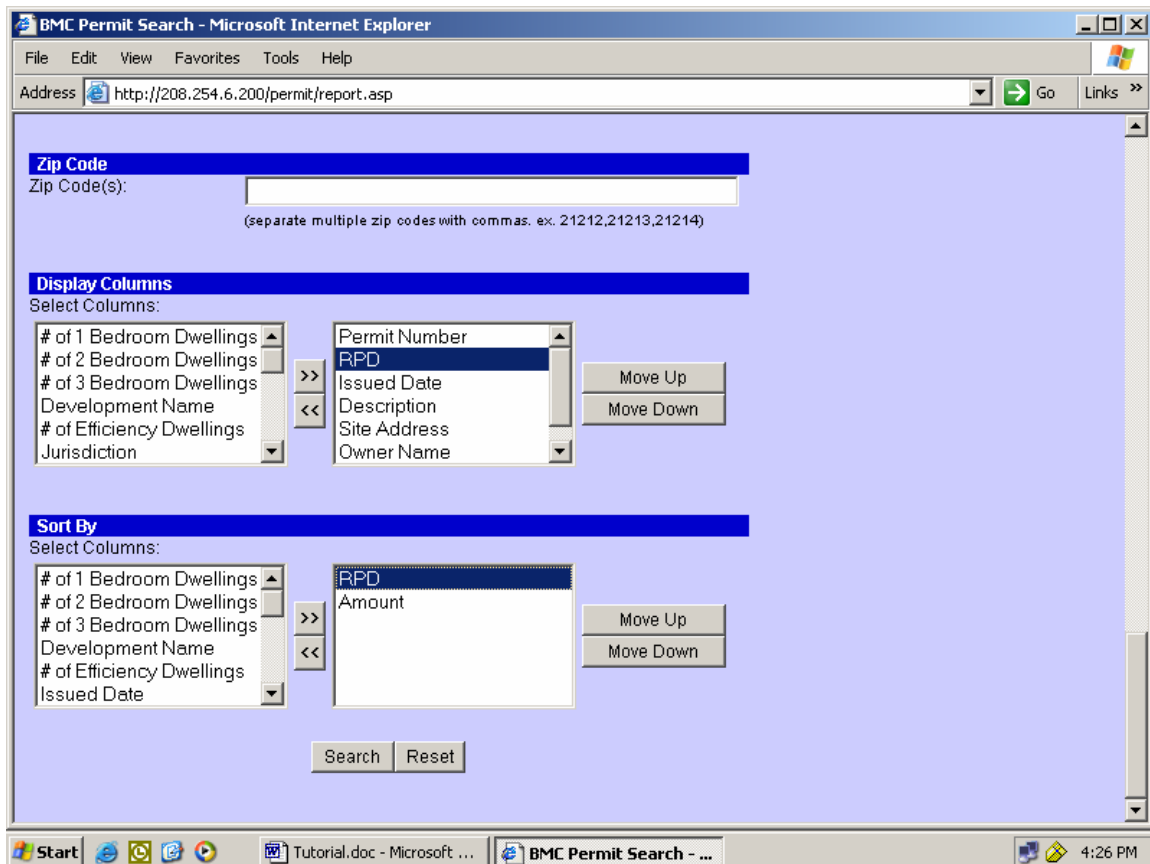 BMC Permit Search - Microsoft Internet Explorer
File Edit View Favorites Tools Help
Address http://208.254.6.200/permit/report.asp Go Links »
Zip Code
Zip Code(s):
(separate multiple zip codes with commas. ex. 21212,21213,21214)
Display Columns
Select Columns:
# of 1 Bedroom Dwellings
# of 2 Bedroom Dwellings
# of 3 Bedroom Dwellings
Development Name
# of Efficiency Dwellings
Jurisdiction
>>
<<
Permit Number
RPD
Issued Date
Description
Site Address
Owner Name
Move Up
Move Down
Sort By
Select Columns:
# of 1 Bedroom Dwellings
# of 2 Bedroom Dwellings
# of 3 Bedroom Dwellings
Development Name
# of Efficiency Dwellings
Issued Date
>>
<<
RPD
Amount
Move Up
Move Down
Search Reset
Start Tutorial.doc - Microsoft ... BMC Permit Search - ... 4:26 PM